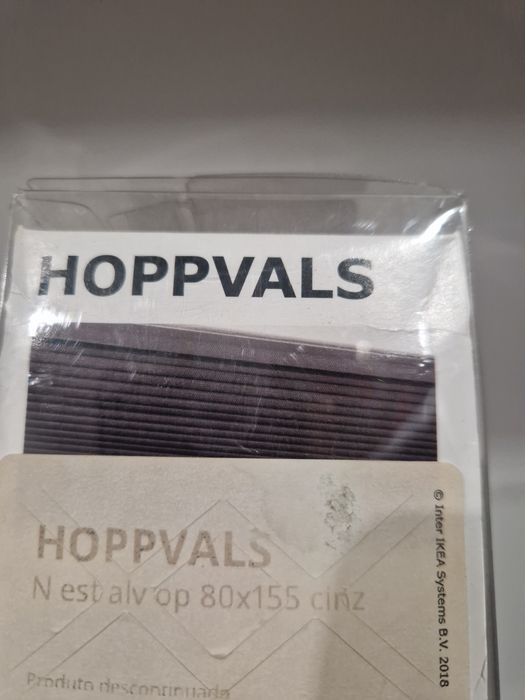 HOPPVALS
HOPPVALS
N est alv op 80x155 cinz
Produto descontinuado
© Inter IKEA Systems B.V. 2018